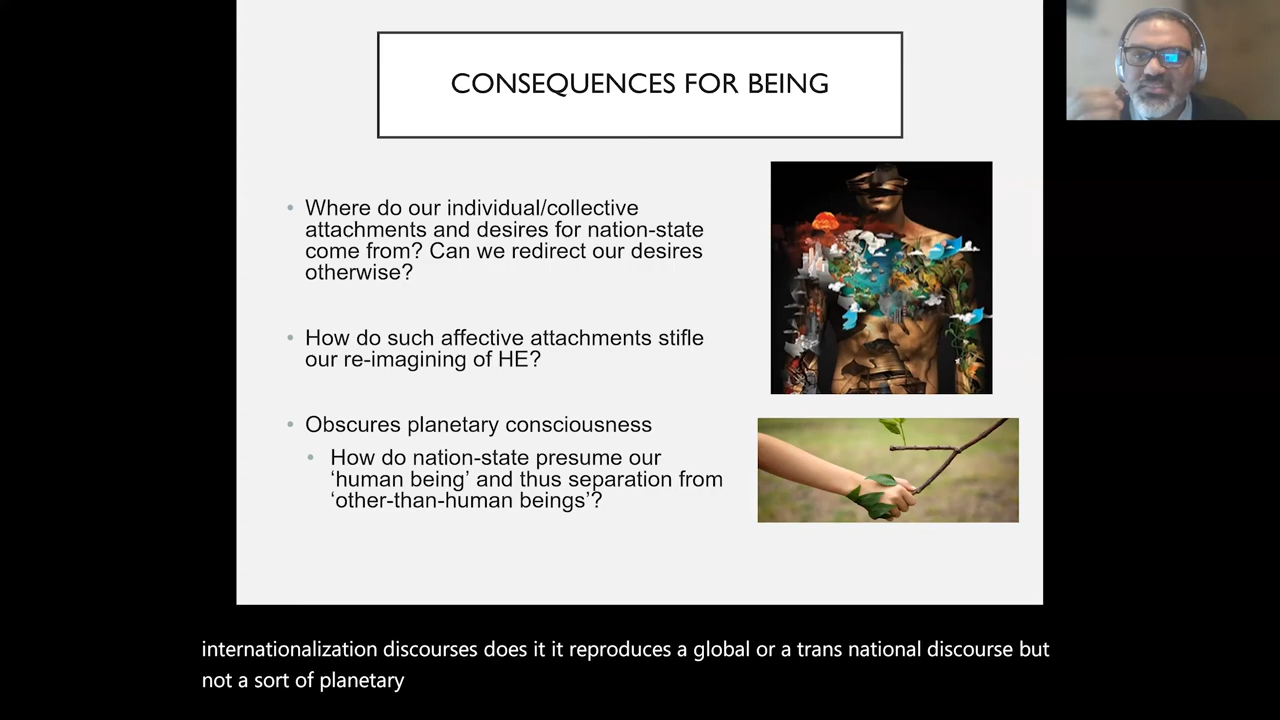 CONSEQUENCES FOR BEING
• Where do our individual/collective
attachments and desires for nation-state
come from? Can we redirect our desires
otherwise?
• How do such affective attachments stifle
our re-imagining of HE?
• Obscures planetary consciousness
• How do nation-state presume our
‘human being’ and thus separation from
‘other-than-human beings’?
internationalization discourses does it it reproduces a global or a trans national discourse but
not a sort of planetary